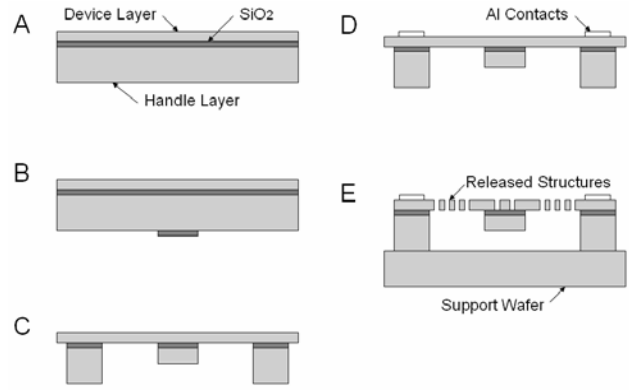 A
Device Layer
SiO₂
Handle Layer
B
C
D
Al Contacts
E
Released Structures
Support Wafer